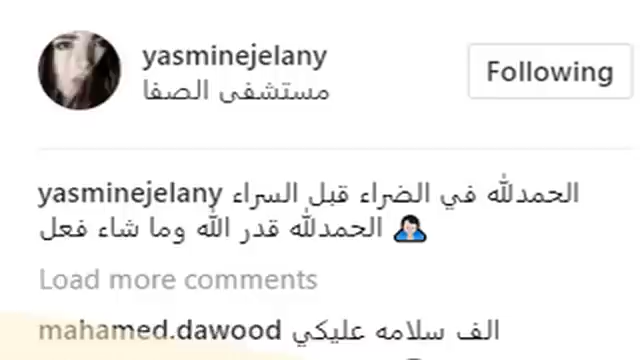 yasminejelany
Following
مستشفى الصفا
yasminejelany الحمدلله في الضراء قبل السراء
الحمدلله قدر الله وما شاء فعل 🙇🏻
Load more comments
mahamed.dawood الف سلامه عليكي